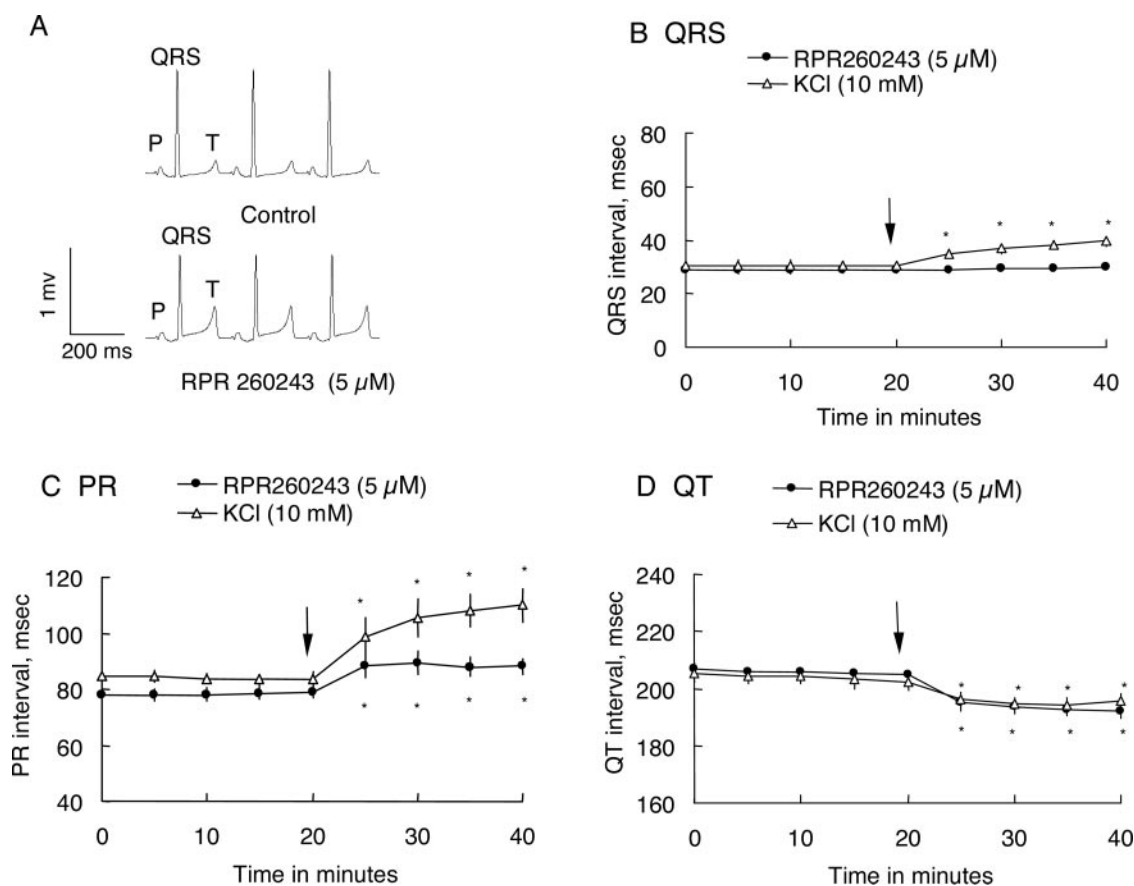 A
QRS
P T
Control
QRS
P T
1 mv
200 ms
RPR 260243 (5 µM)
B QRS
RPR260243 (5 µM)
KCl (10 mM)
QRS interval, msec
80
60
40
20
0
* * * *
0 10 20 30 40
Time in minutes
C PR
RPR260243 (5 µM)
KCl (10 mM)
PR interval, msec
120
100
80
60
40
* * * *
* * * *
0 10 20 30 40
Time in minutes
D QT
RPR260243 (5 µM)
KCl (10 mM)
QT interval, msec
240
220
200
180
160
* * * *
* * * *
0 10 20 30 40
Time in minutes